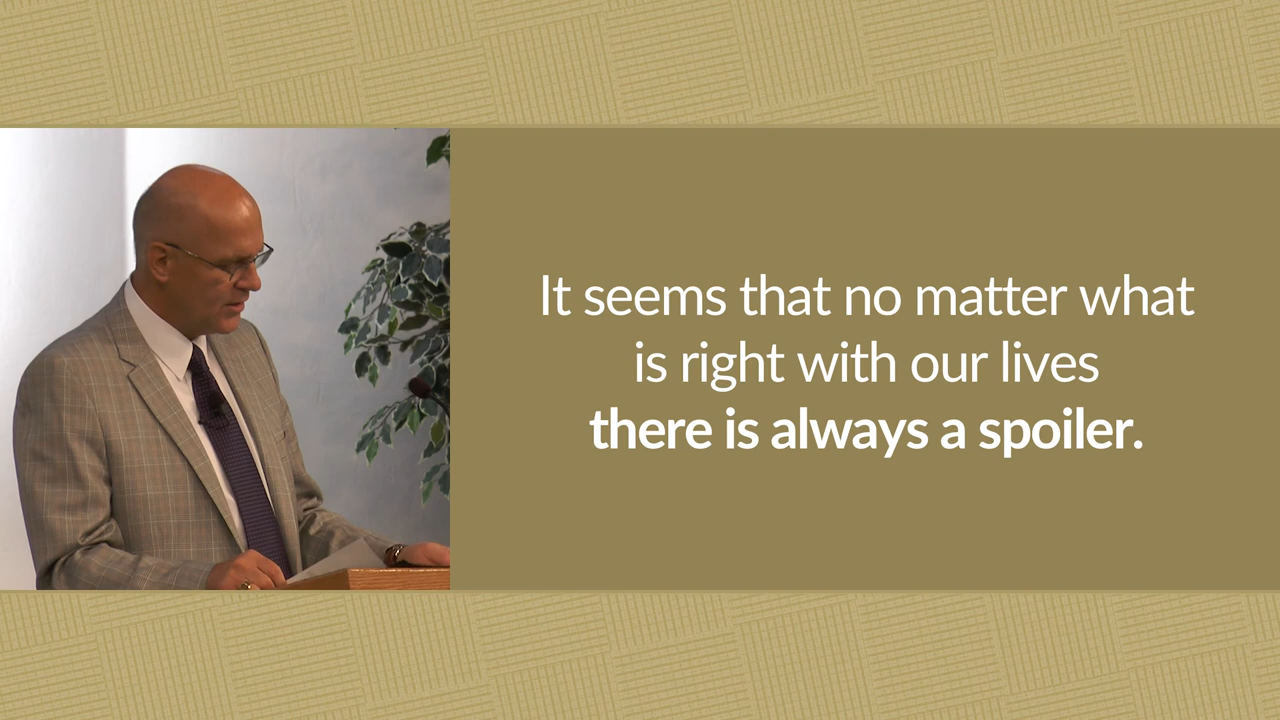 It seems that no matter what
is right with our lives
there is always a spoiler.